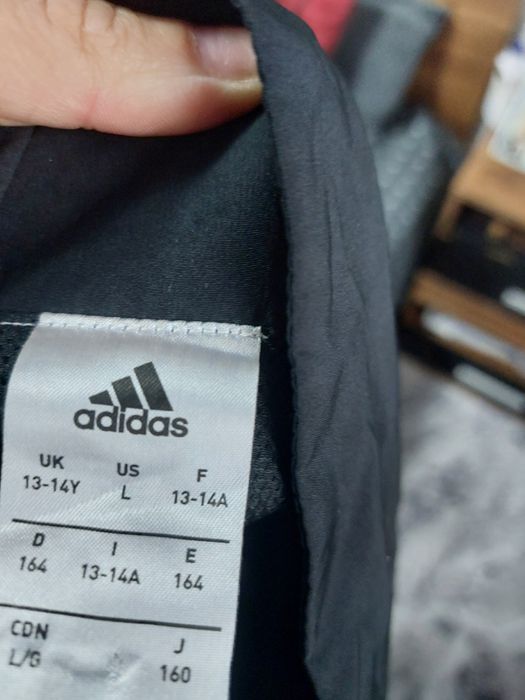 adidas
UK US F
13-14Y L 13-14A
D I E
164 13-14A 164
CDN J
L/G 160